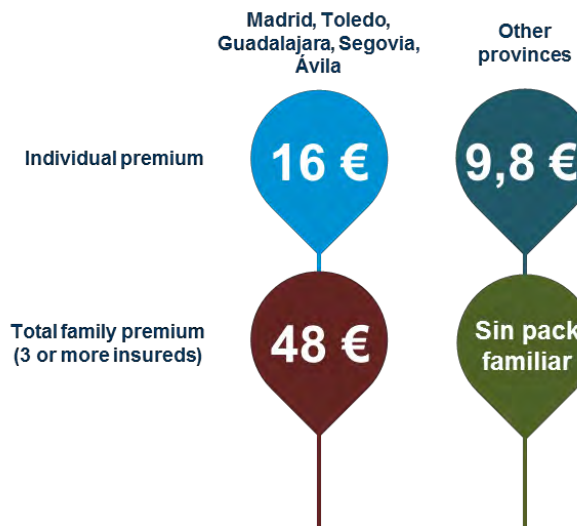 Madrid, Toledo,
Guadalajara, Segovia,
Ávila
Other
provinces
Individual premium
16 €
9,8 €
Total family premium
(3 or more insureds)
48 €
Sin pack
familiar